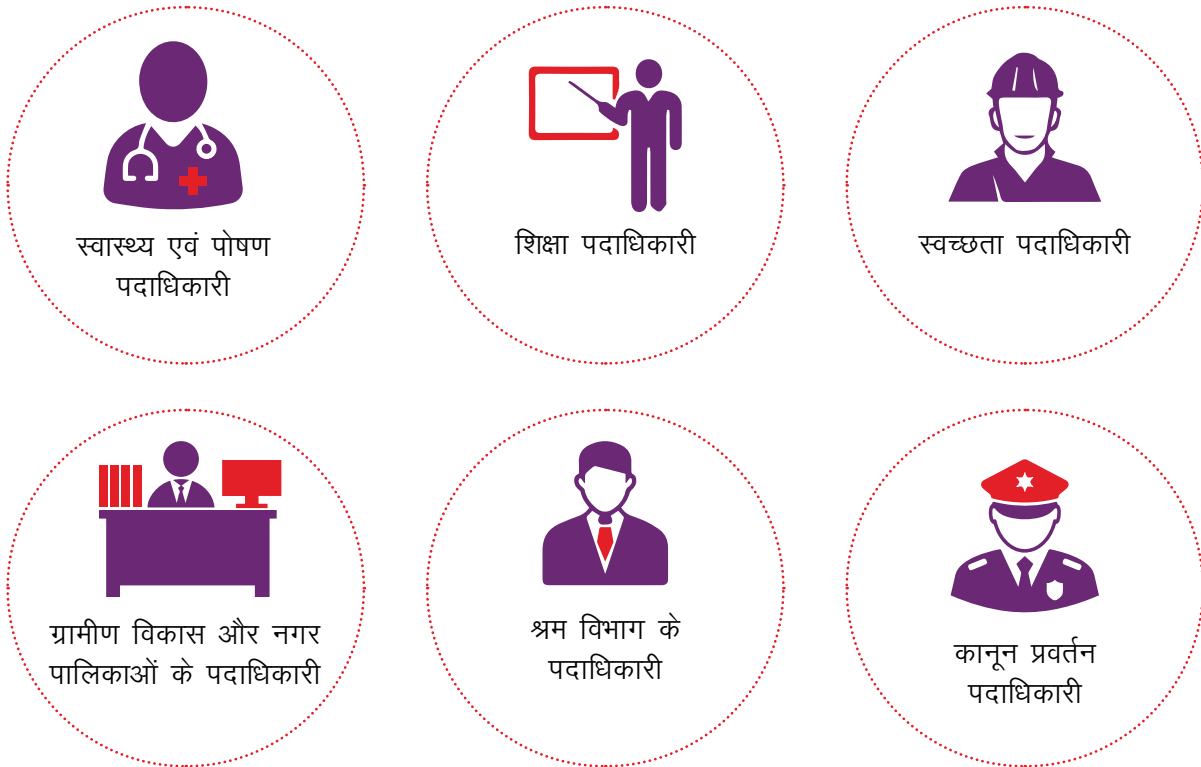 स्वास्थ्य एवं पोषण
पदाधिकारी
शिक्षा पदाधिकारी
स्वच्छता पदाधिकारी
ग्रामीण विकास और नगर
पालिकाओं के पदाधिकारी
श्रम विभाग के
पदाधिकारी
कानून प्रवर्तन
पदाधिकारी